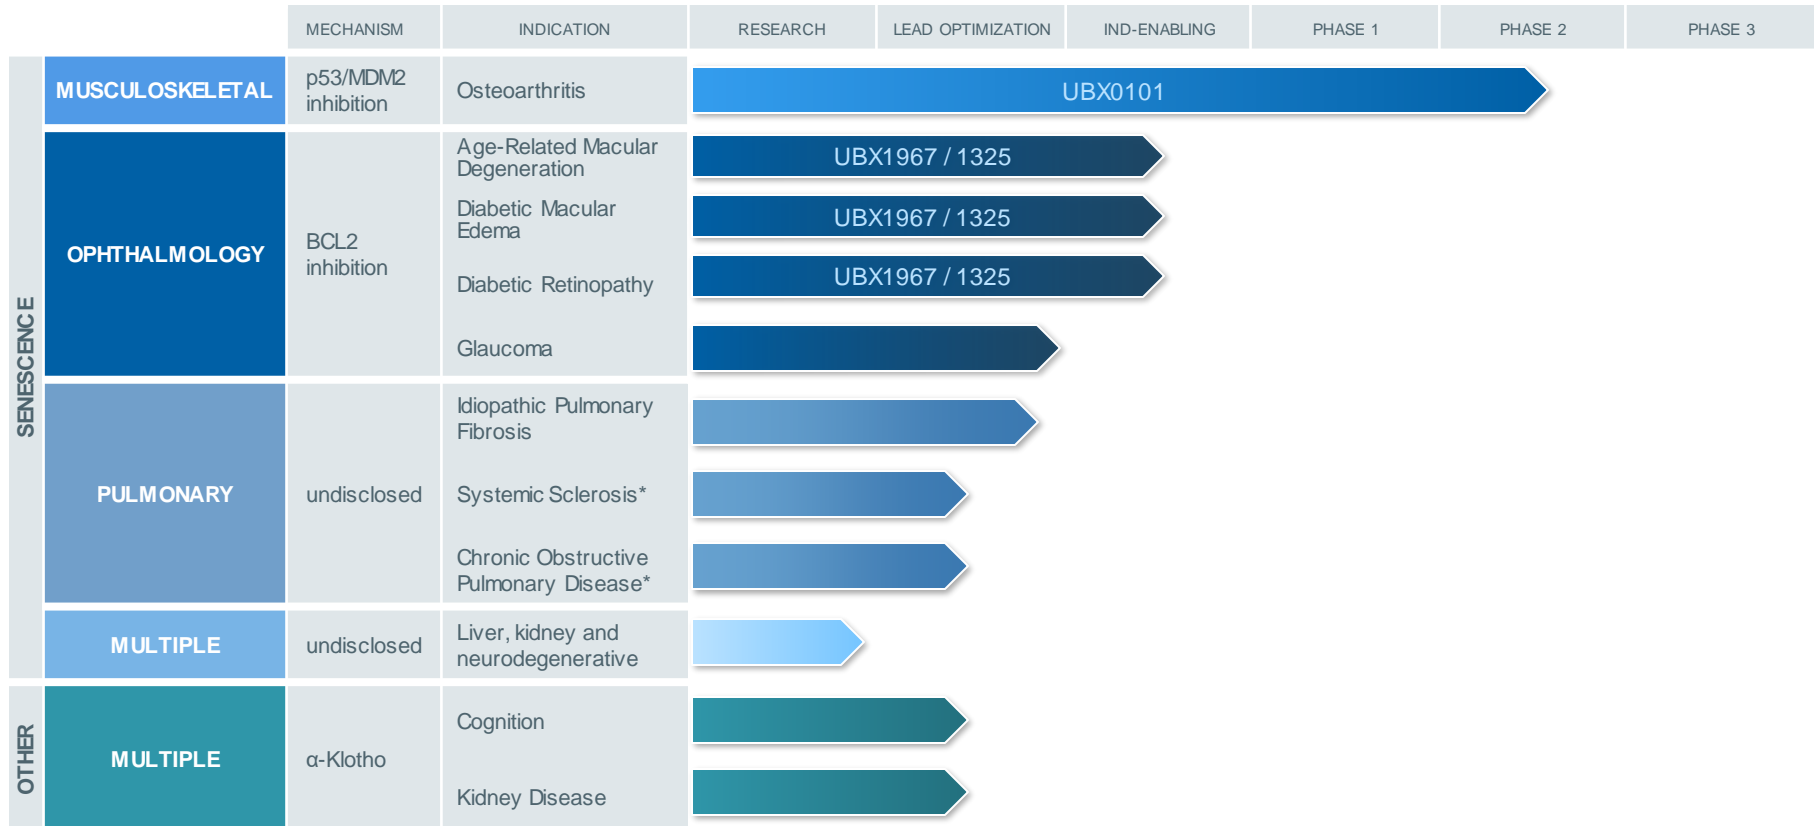 MECHANISM
INDICATION
RESEARCH
LEAD OPTIMIZATION
IND-ENABLING
PHASE 1
PHASE 2
PHASE 3
SENESCENCE
MUSCULOSKELETAL
p53/MDM2
inhibition
Osteoarthritis
UBX0101
OPHTHALMOLOGY
BCL2
inhibition
Age-Related Macular
Degeneration
UBX1967 / 1325
Diabetic Macular
Edema
UBX1967 / 1325
Diabetic Retinopathy
UBX1967 / 1325
Glaucoma
PULMONARY
undisclosed
Idiopathic Pulmonary
Fibrosis
Systemic Sclerosis*
Chronic Obstructive
Pulmonary Disease*
MULTIPLE
undisclosed
Liver, kidney and
neurodegenerative
OTHER
MULTIPLE
α-Klotho
Cognition
Kidney Disease